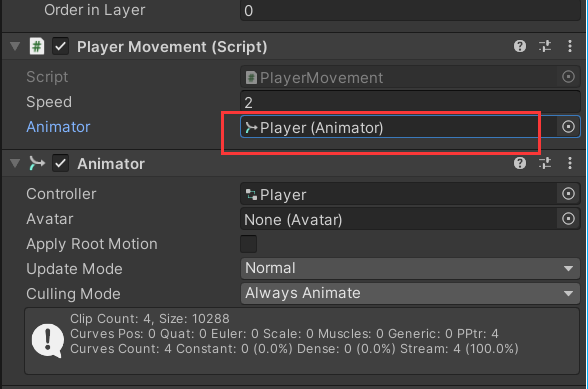 Order in Layer 0
Player Movement (Script)
Script PlayerMovement
Speed 2
Animator Player (Animator)
Animator
Controller Player
Avatar None (Avatar)
Apply Root Motion
Update Mode Normal
Culling Mode Always Animate
Clip Count: 4, Size: 10288
Curves Pos: 0 Quat: 0 Euler: 0 Scale: 0 Muscles: 0 Generic: 0 PPtr: 4
Curves Count: 4 Constant: 0 (0.0%) Dense: 0 (0.0%) Stream: 4 (100.0%)